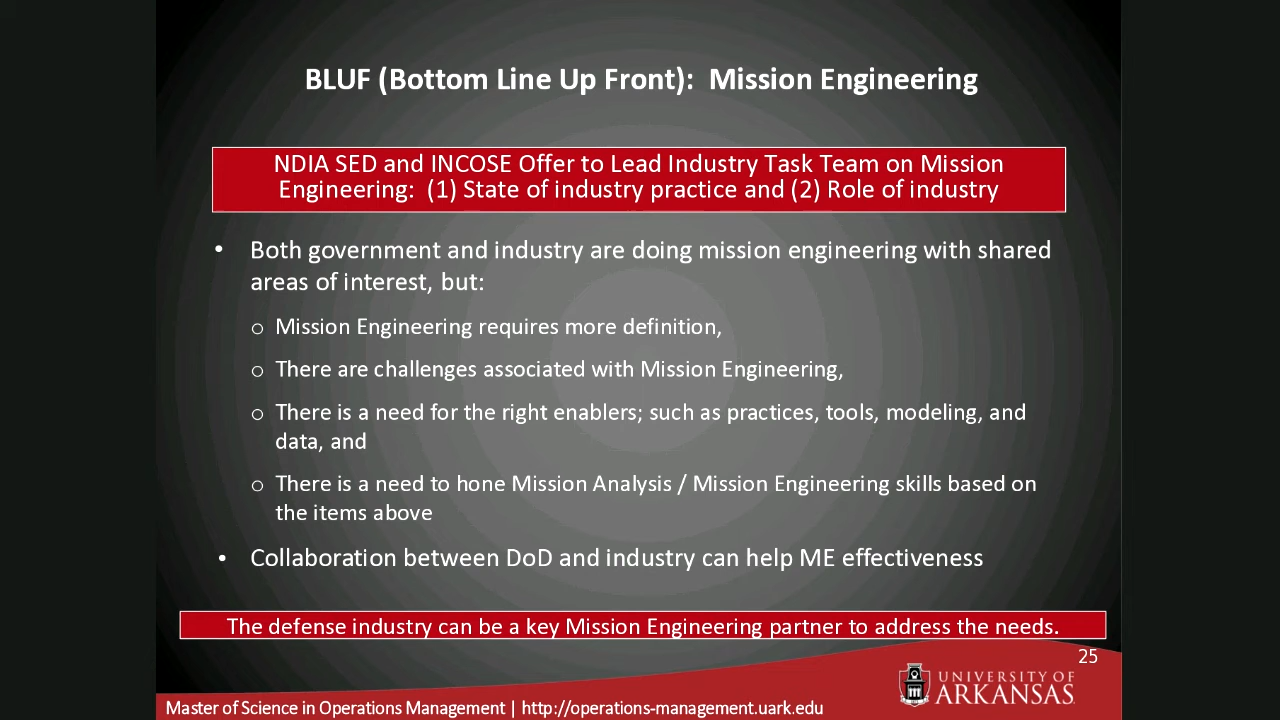 BLUF (Bottom Line Up Front):  Mission Engineering
NDIA SED and INCOSE Offer to Lead Industry Task Team on Mission
Engineering:  (1) State of industry practice and (2) Role of industry
• Both government and industry are doing mission engineering with shared
areas of interest, but:
o Mission Engineering requires more definition,
o There are challenges associated with Mission Engineering,
o There is a need for the right enablers; such as practices, tools, modeling, and
data, and
o There is a need to hone Mission Analysis / Mission Engineering skills based on
the items above
• Collaboration between DoD and industry can help ME effectiveness
The defense industry can be a key Mission Engineering partner to address the needs.
25
UNIVERSITY OF
ARKANSAS
Master of Science in Operations Management | http://operations-management.uark.edu